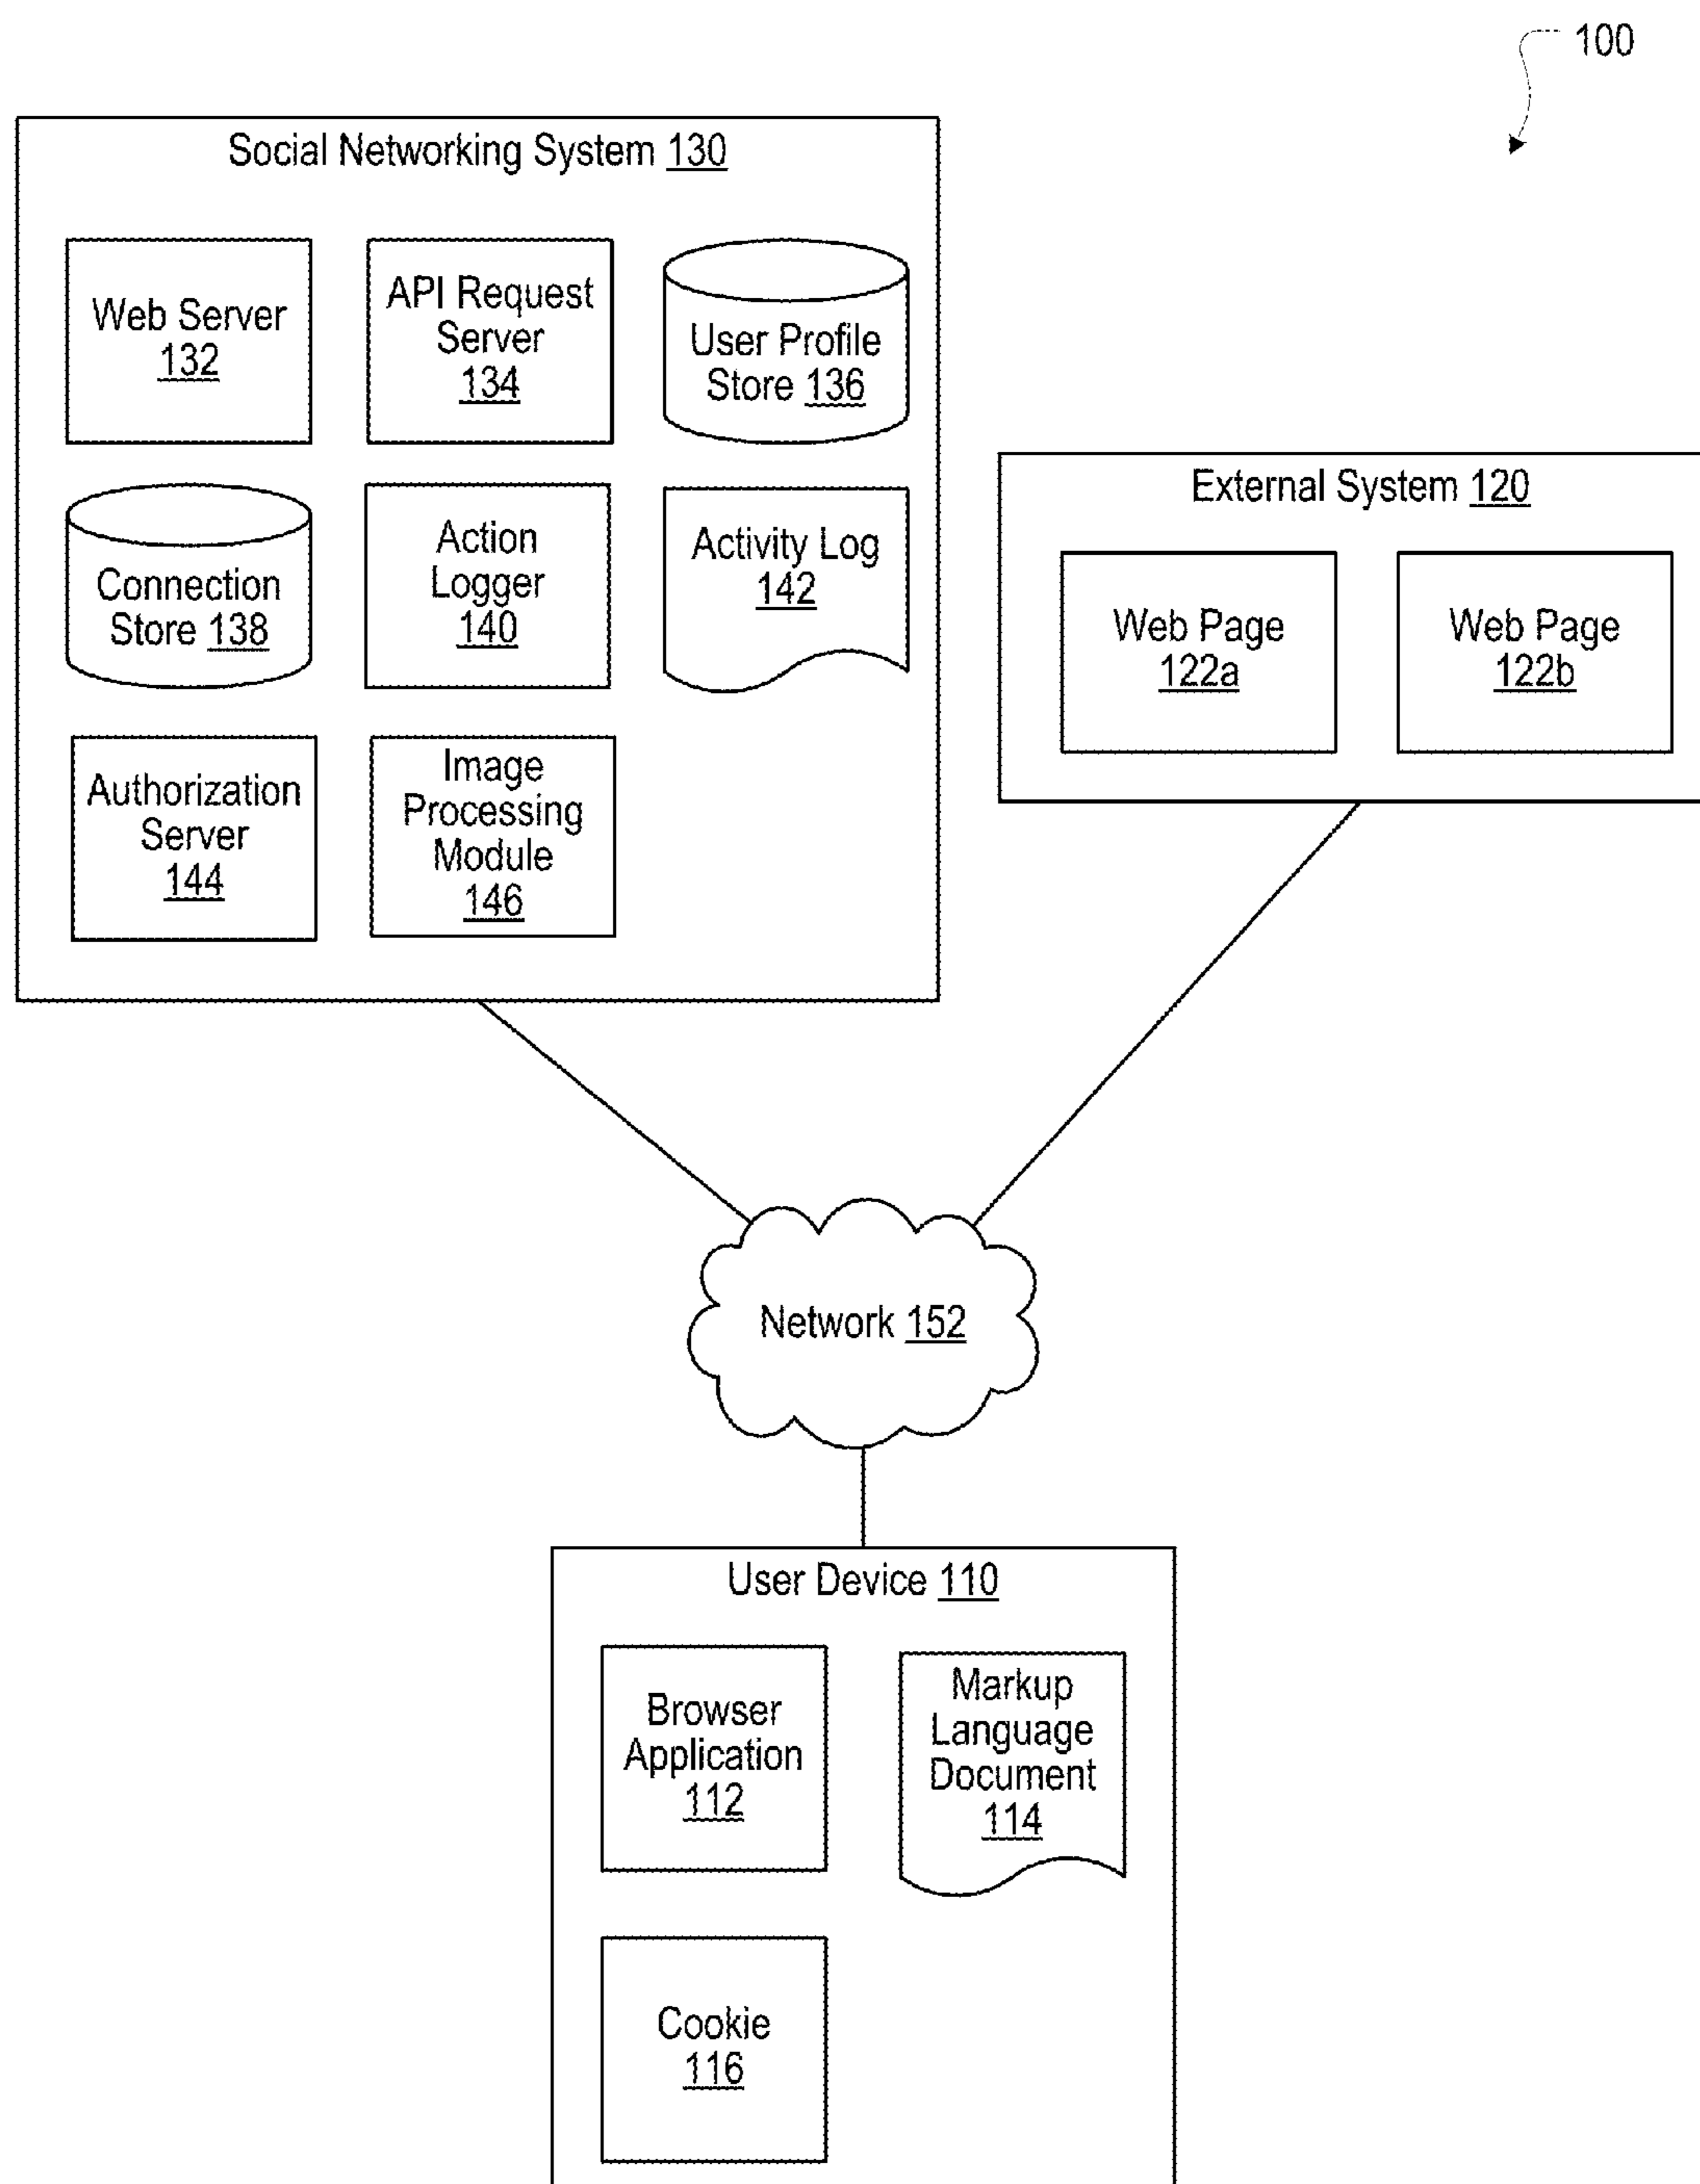 100
Social Networking System 130
Web Server
132
API Request
Server
134
User Profile
Store 136
Connection
Store 138
Action
Logger
140
Activity Log
142
Authorization
Server
144
Image
Processing
Module
146
External System 120
Web Page
122a
Web Page
122b
Network 152
User Device 110
Browser
Application
112
Markup
Language
Document
114
Cookie
116